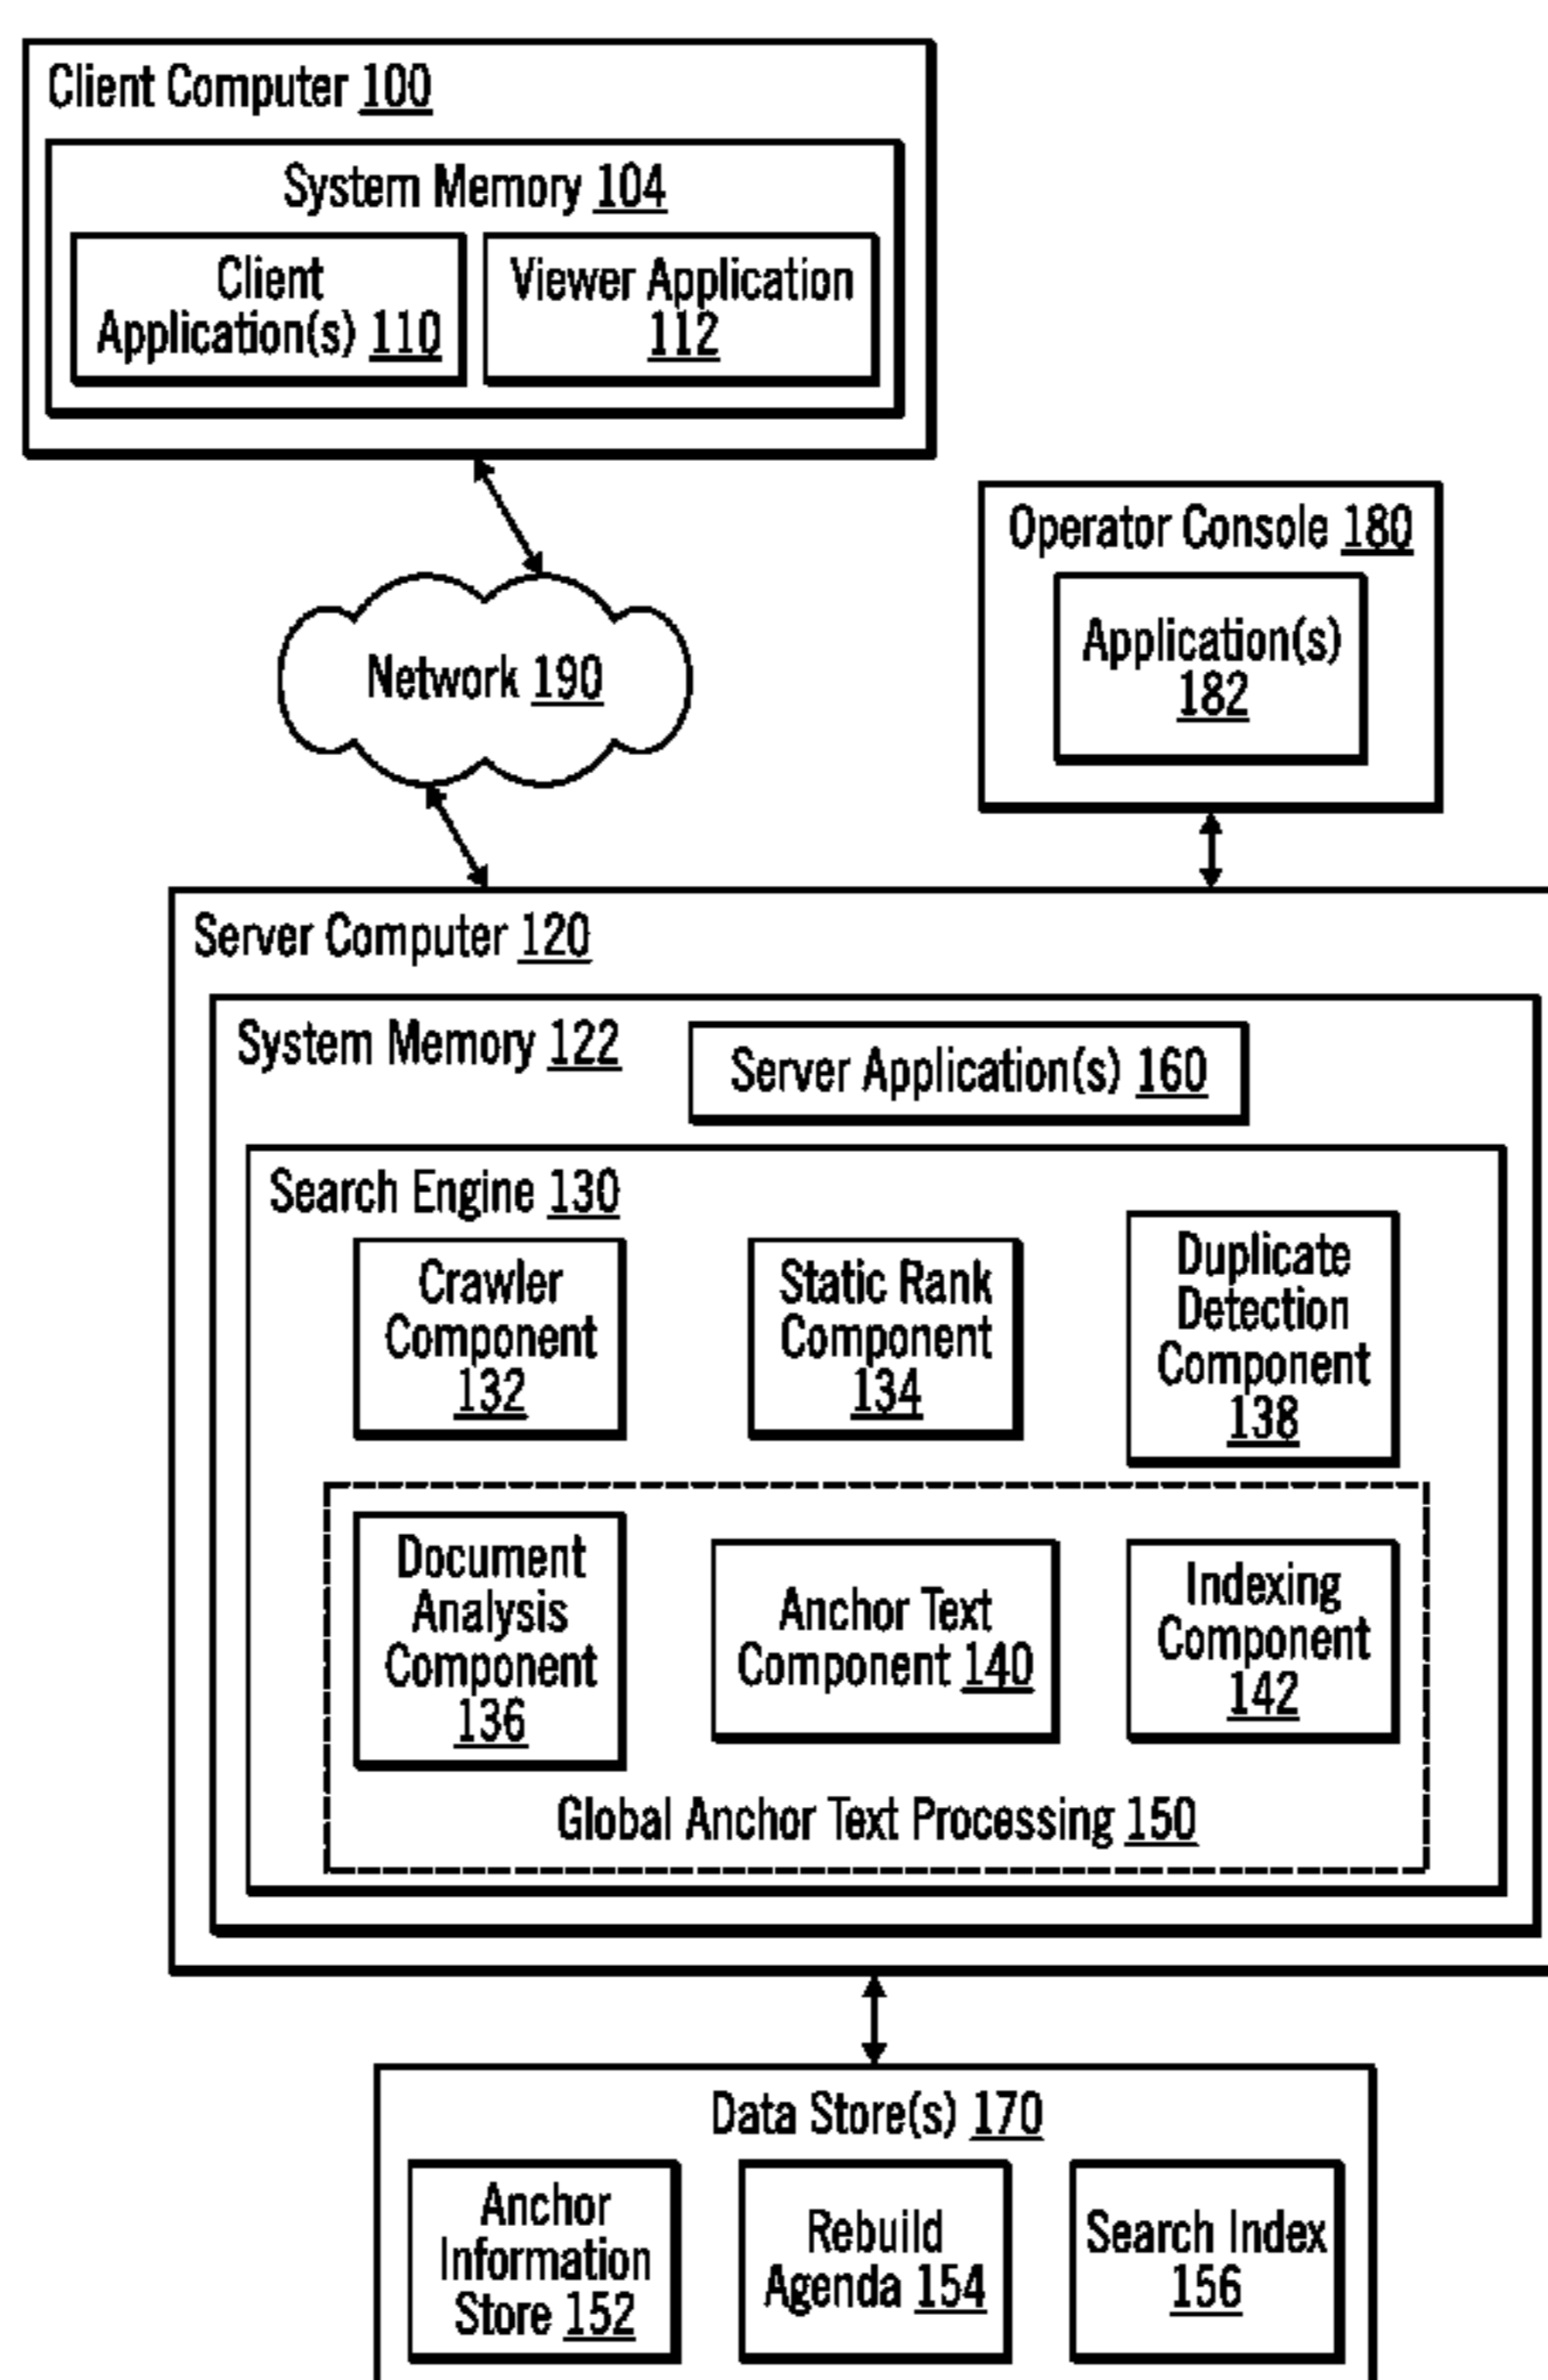 Client Computer 100
System Memory 104
Client
Application(s) 110
Viewer Application
112
Operator Console 180
Application(s)
182
Network 190
Server Computer 120
System Memory 122
Server Application(s) 160
Search Engine 130
Crawler
Component
132
Static Rank
Component
134
Duplicate
Detection
Component
138
Document
Analysis
Component
136
Anchor Text
Component 140
Indexing
Component
142
Global Anchor Text Processing 150
Data Store(s) 170
Anchor
Information
Store 152
Rebuild
Agenda 154
Search Index
156